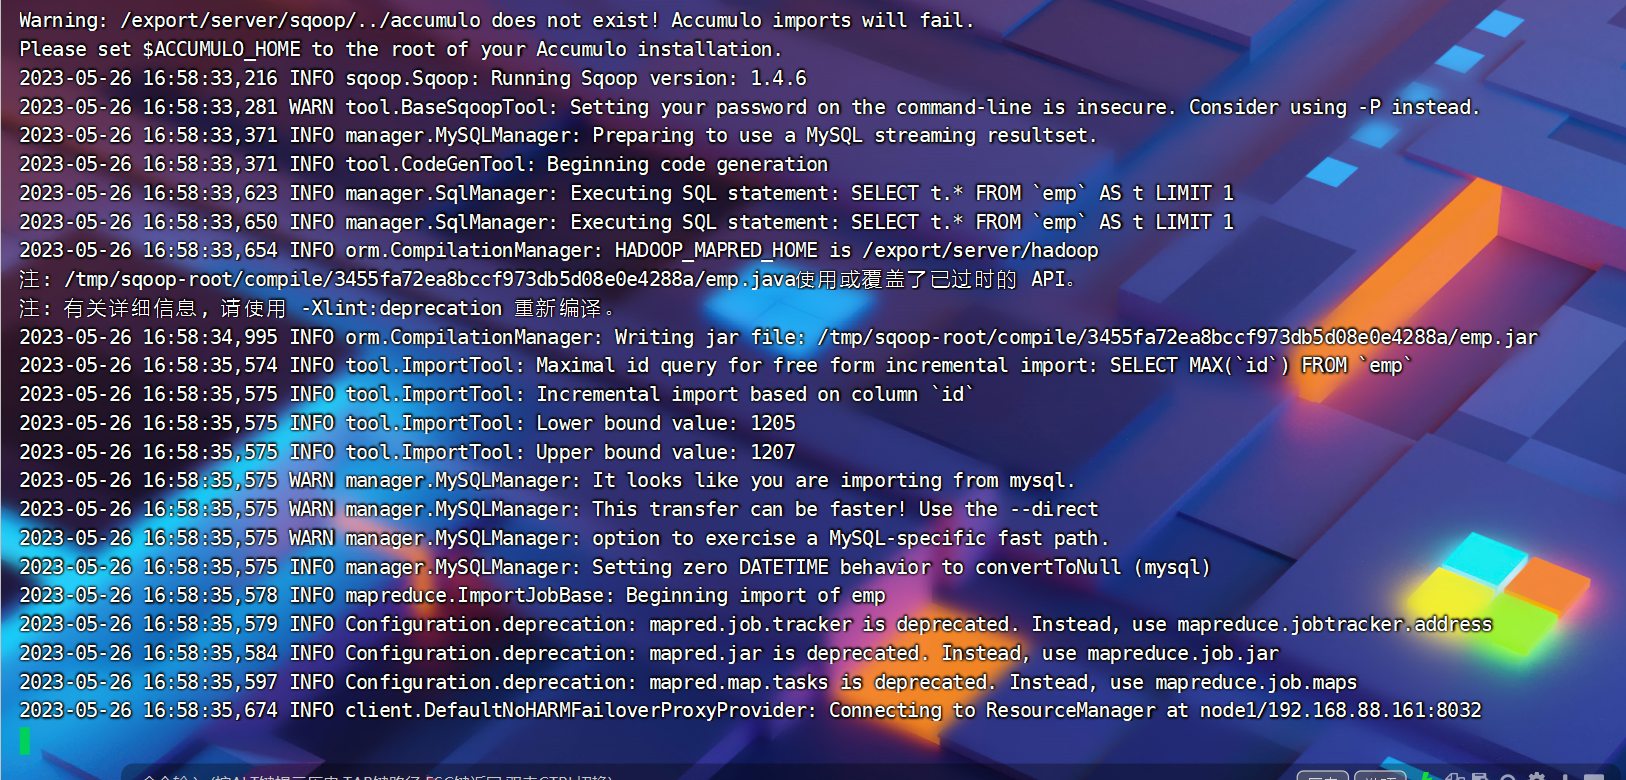 Warning: /export/server/sqoop/../accumulo does not exist! Accumulo imports will fail.
Please set $ACCUMULO_HOME to the root of your Accumulo installation.
2023-05-26 16:58:33,216 INFO sqoop.Sqoop: Running Sqoop version: 1.4.6
2023-05-26 16:58:33,281 WARN tool.BaseSqoopTool: Setting your password on the command-line is insecure. Consider using -P instead.
2023-05-26 16:58:33,371 INFO manager.MySQLManager: Preparing to use a MySQL streaming resultset.
2023-05-26 16:58:33,371 INFO tool.CodeGenTool: Beginning code generation
2023-05-26 16:58:33,623 INFO manager.SqlManager: Executing SQL statement: SELECT t.* FROM `emp` AS t LIMIT 1
2023-05-26 16:58:33,650 INFO manager.SqlManager: Executing SQL statement: SELECT t.* FROM `emp` AS t LIMIT 1
2023-05-26 16:58:33,654 INFO orm.CompilationManager: HADOOP_MAPRED_HOME is /export/server/hadoop
注: /tmp/sqoop-root/compile/3455fa72ea8bccf973db5d08e0e4288a/emp.java使用或覆盖了已过时的 API。
注: 有关详细信息, 请使用 -Xlint:deprecation 重新编译。
2023-05-26 16:58:34,995 INFO orm.CompilationManager: Writing jar file: /tmp/sqoop-root/compile/3455fa72ea8bccf973db5d08e0e4288a/emp.jar
2023-05-26 16:58:35,574 INFO tool.ImportTool: Maximal id query for free form incremental import: SELECT MAX(`id`) FROM `emp`
2023-05-26 16:58:35,575 INFO tool.ImportTool: Incremental import based on column `id`
2023-05-26 16:58:35,575 INFO tool.ImportTool: Lower bound value: 1205
2023-05-26 16:58:35,575 INFO tool.ImportTool: Upper bound value: 1207
2023-05-26 16:58:35,575 WARN manager.MySQLManager: It looks like you are importing from mysql.
2023-05-26 16:58:35,575 WARN manager.MySQLManager: This transfer can be faster! Use the --direct
2023-05-26 16:58:35,575 WARN manager.MySQLManager: option to exercise a MySQL-specific fast path.
2023-05-26 16:58:35,575 INFO manager.MySQLManager: Setting zero DATETIME behavior to convertToNull (mysql)
2023-05-26 16:58:35,578 INFO mapreduce.ImportJobBase: Beginning import of emp
2023-05-26 16:58:35,579 INFO Configuration.deprecation: mapred.job.tracker is deprecated. Instead, use mapreduce.jobtracker.address
2023-05-26 16:58:35,584 INFO Configuration.deprecation: mapred.jar is deprecated. Instead, use mapreduce.job.jar
2023-05-26 16:58:35,597 INFO Configuration.deprecation: mapred.map.tasks is deprecated. Instead, use mapreduce.job.maps
2023-05-26 16:58:35,674 INFO client.DefaultNoHARMFailoverProxyProvider: Connecting to ResourceManager at node1/192.168.88.161:8032